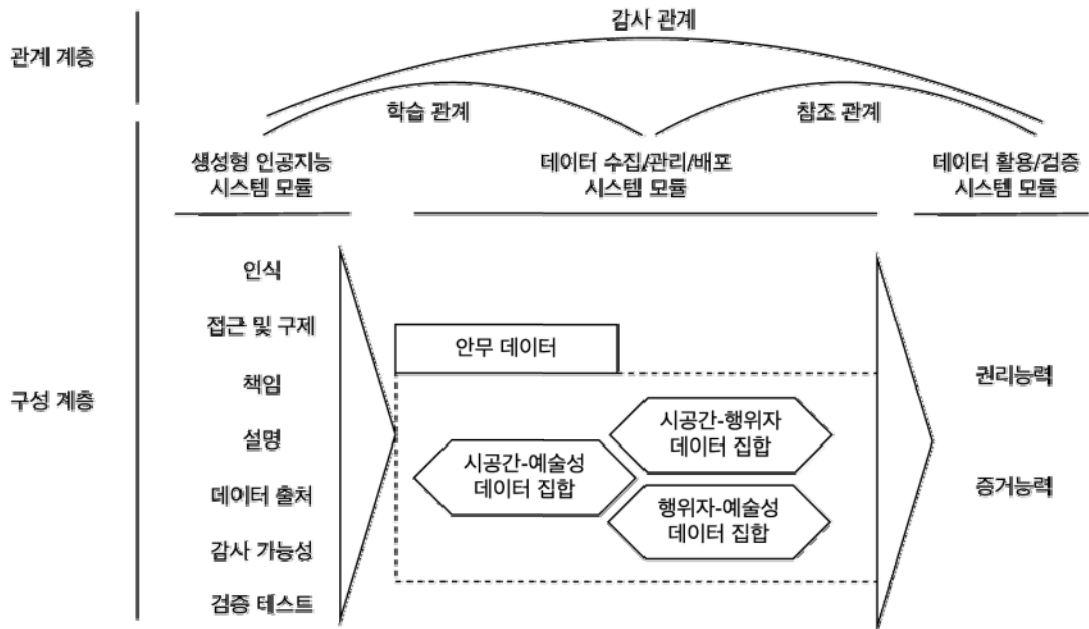 감사 관계
관계 계층
학습 관계
참조 관계
생성형 인공지능
시스템 모듈
데이터 수집/관리/배포
시스템 모듈
데이터 활용/검증
시스템 모듈
구성 계층
인식
접근 및 구제
책임
설명
데이터 출처
감사 가능성
검증 테스트
안무 데이터
시공간-예술성
데이터 집합
시공간-행위자
데이터 집합
행위자-예술성
데이터 집합
권리능력
증거능력